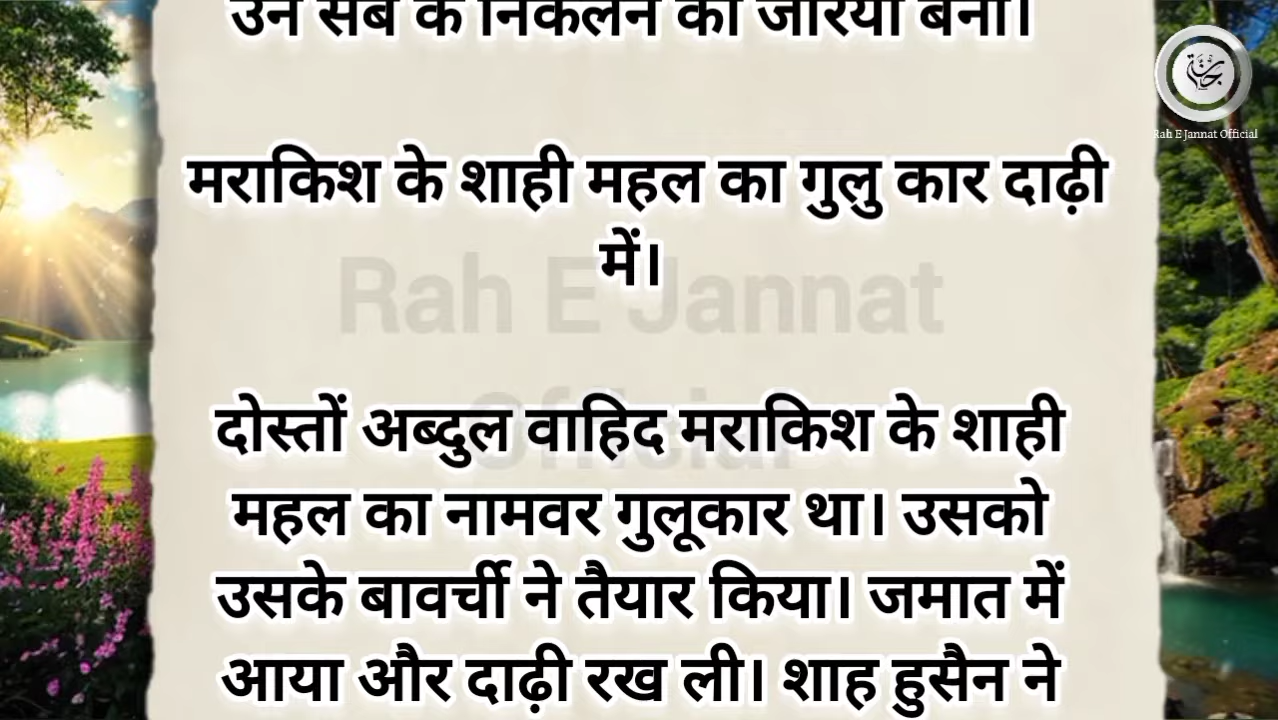 उन सब के निकलने का जरिया बना।
Rah E Jannat Official
मराकिश के शाही महल का गुलु कार दाढ़ी
में।
Rah E Jannat
Official
दोस्तों अब्दुल वाहिद मराकिश के शाही
महल का नामवर गुलूकार था। उसको
उसके बावर्ची ने तैयार किया। जमात में
आया और दाढ़ी रख ली। शाह हुसैन ने